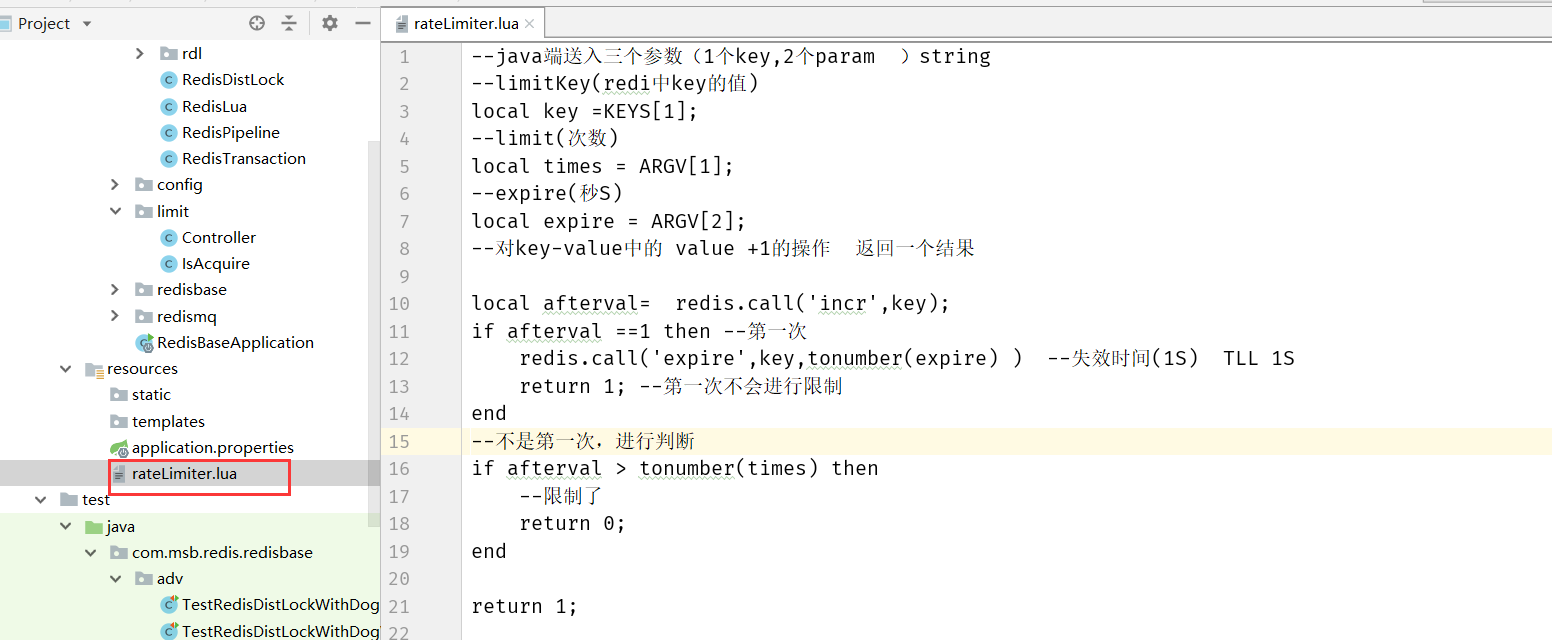 Project
rdl
RedisDistLock
RedisLua
RedisPipeline
RedisTransaction
config
limit
Controller
IsAcquire
redisbase
redismq
RedisBaseApplication
resources
static
templates
application.properties
rateLimiter.lua
test
java
com.msb.redis.redisbase
adv
TestRedisDistLockWithDog
TestRedisDistLockWithDog
rateLimiter.lua
1 --java端送入三个参数（1个key,2个param  ）string
2 --limitKey(redi中key的值)
3 local key =KEYS[1];
4 --limit(次数)
5 local times = ARGV[1];
6 --expire(秒S)
7 local expire = ARGV[2];
8 --对key-value中的 value +1的操作  返回一个结果
9
10 local afterval=  redis.call('incr',key);
11 if afterval ==1 then --第一次
12     redis.call('expire',key,tonumber(expire) )  --失效时间(1S)  TLL 1S
13     return 1; --第一次不会进行限制
14 end
15 --不是第一次，进行判断
16 if afterval > tonumber(times) then
17     --限制了
18     return 0;
19 end
20
21 return 1;
22